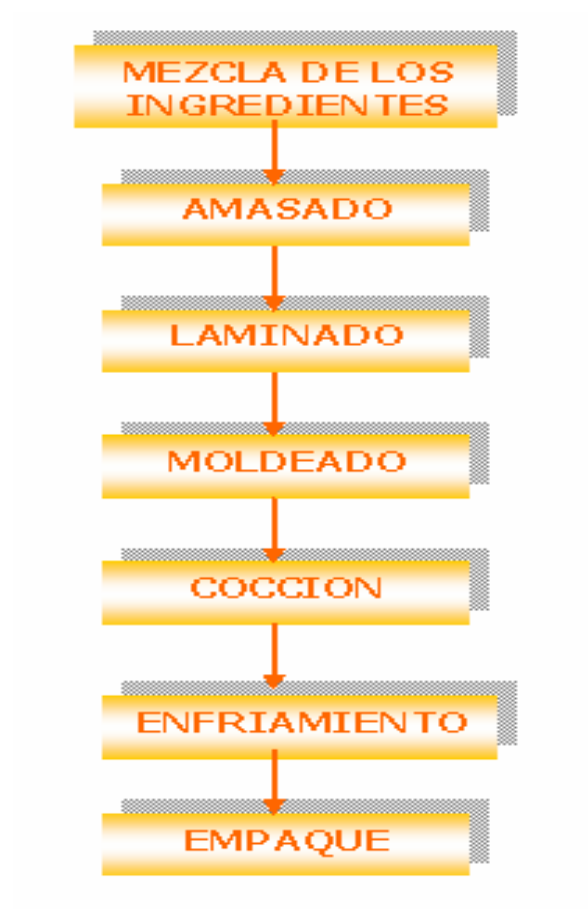 MEZCLA DE LOS
INGREDIENTES
AMASADO
LAMINADO
MOLDEADO
COCCION
ENFRIAMIENTO
EMPAQUE